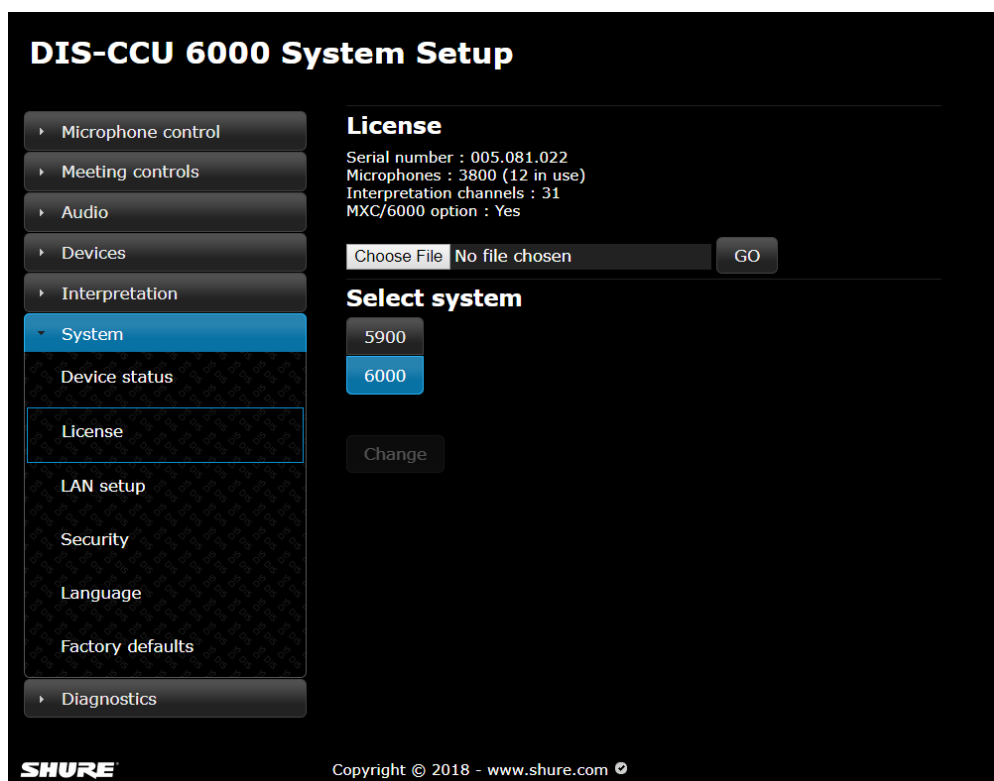 DIS-CCU 6000 System Setup
Microphone control
Meeting controls
Audio
Devices
Interpretation
System
Device status
License
LAN setup
Security
Language
Factory defaults
Diagnostics
License
Serial number : 005.081.022
Microphones : 3800 (12 in use)
Interpretation channels : 31
MXC/6000 option : Yes
Choose File No file chosen GO
Select system
5900
6000
Change
SHURE
Copyright © 2018 - www.shure.com